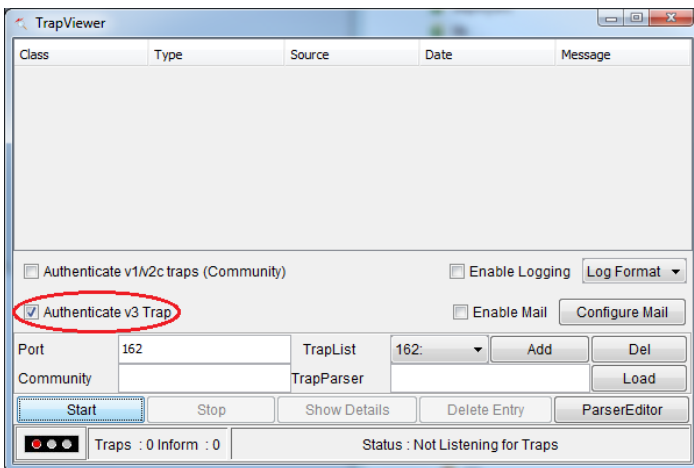 TrapViewer
Class Type Source Date Message
Authenticate v1/v2c traps (Community) Enable Logging Log Format
Authenticate v3 Trap Enable Mail Configure Mail
Port 162 TrapList 162: Add Del
Community TrapParser Load
Start Stop Show Details Delete Entry ParserEditor
Traps : 0 Inform : 0 Status : Not Listening for Traps